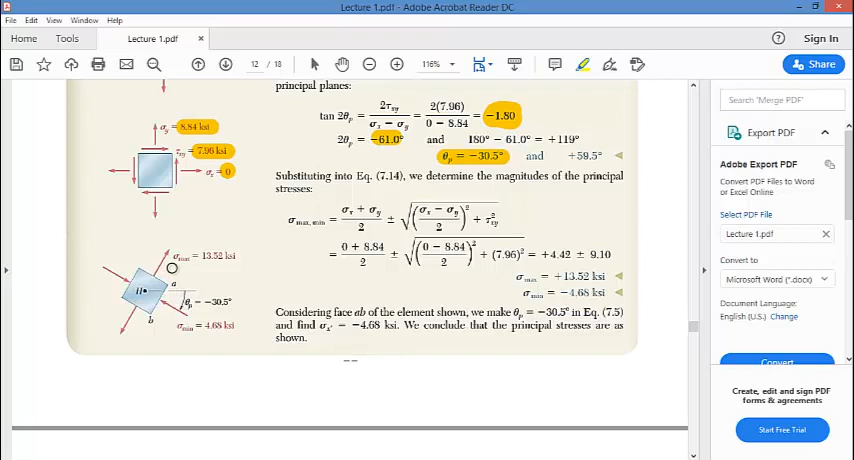 Lecture 1.pdf - Adobe Acrobat Reader DC
File Edit View Window Help
Home Tools Lecture 1.pdf × Sign In
12 / 18 116% Share
principal planes:
tan 2θp = 2τxy / (σx − σy) = 2(7.96) / (0 − 8.84) = −1.80
2θp = −61.0° and 180° − 61.0° = +119°
θp = −30.5° and +59.5°
σy = 8.84 ksi
τxy = 7.96 ksi
σx = 0
Substituting into Eq. (7.14), we determine the magnitudes of the principal
stresses:
σmax, min = (σx + σy)/2 ± √(((σx − σy)/2)² + τ²xy)
= (0 + 8.84)/2 ± √(((0 − 8.84)/2)² + (7.96)²) = +4.42 ± 9.10
σmax = +13.52 ksi
σmin = −4.68 ksi
σmax = 13.52 ksi
H
a
θp = −30.5°
b
σmin = 4.68 ksi
Considering face ab of the element shown, we make θp = −30.5° in Eq. (7.5)
and find σx′ = −4.68 ksi. We conclude that the principal stresses are as
shown.
Search 'Merge PDF'
Export PDF
Adobe Export PDF
Convert PDF Files to Word
or Excel Online
Select PDF File
Lecture 1.pdf ×
Convert to
Microsoft Word (*.docx)
Document Language:
English (U.S.) Change
Convert
Create, edit and sign PDF
forms & agreements
Start Free Trial